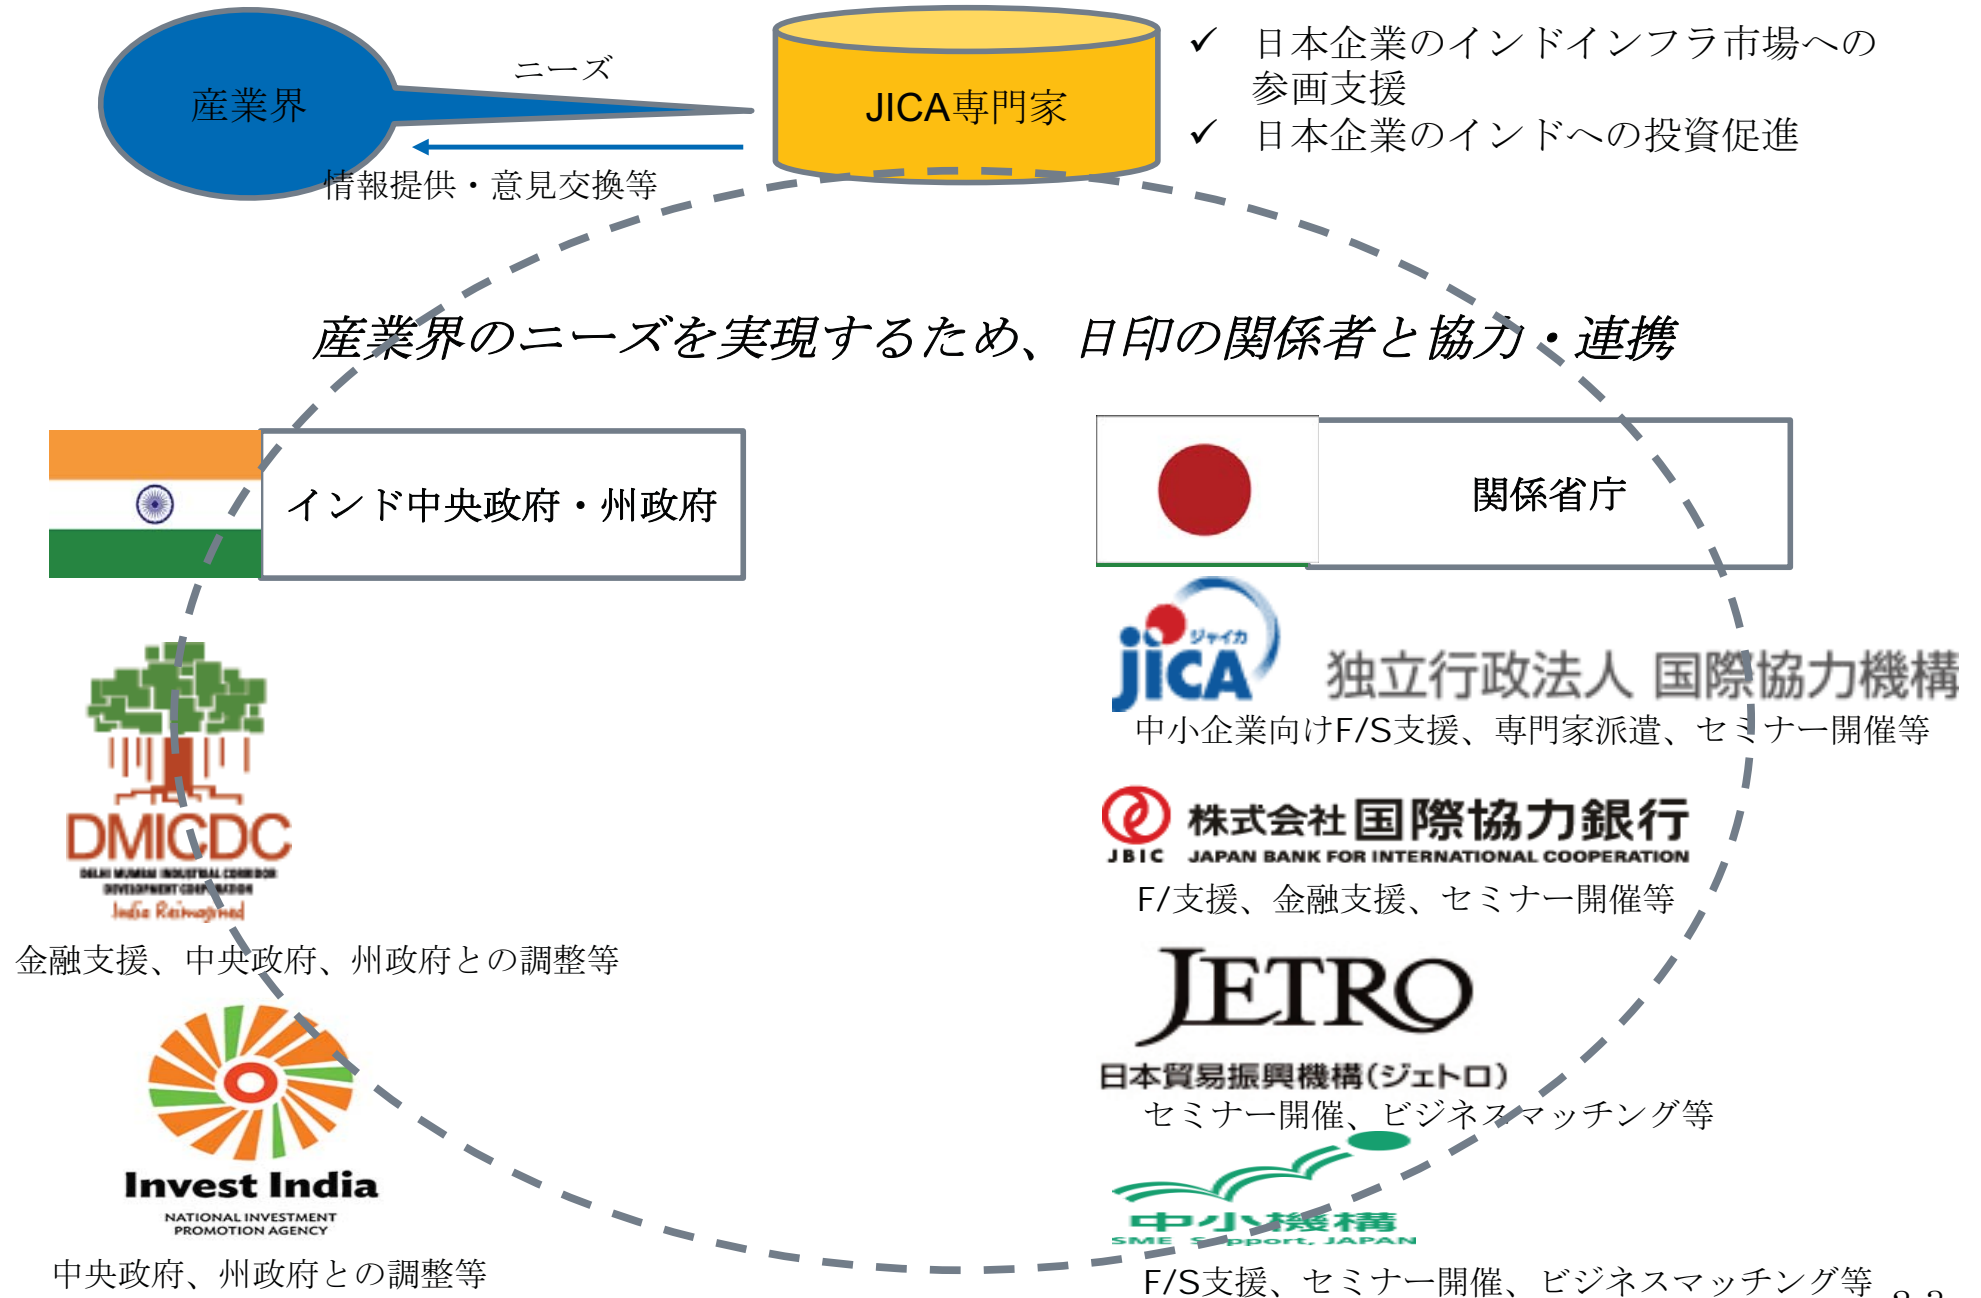 産業界
ニーズ
情報提供・意見交換等
JICA専門家
✓ 日本企業のインドインフラ市場への
参画支援
✓ 日本企業のインドへの投資促進
産業界のニーズを実現するため、日印の関係者と協力・連携
インド中央政府・州政府
DMICDC
DELHI MUMBAI INDUSTRIAL CORRIDOR
DEVELOPMENT CORPORATION
India Reimagined
金融支援、中央政府、州政府との調整等
Invest India
NATIONAL INVESTMENT
PROMOTION AGENCY
中央政府、州政府との調整等
関係省庁
ジャイカ
jICA 独立行政法人 国際協力機構
中小企業向けF/S支援、専門家派遣、セミナー開催等
株式会社国際協力銀行
JBIC JAPAN BANK FOR INTERNATIONAL COOPERATION
F/支援、金融支援、セミナー開催等
JETRO
日本貿易振興機構(ジェトロ)
セミナー開催、ビジネスマッチング等
中小機構
SME Support, JAPAN
F/S支援、セミナー開催、ビジネスマッチング等